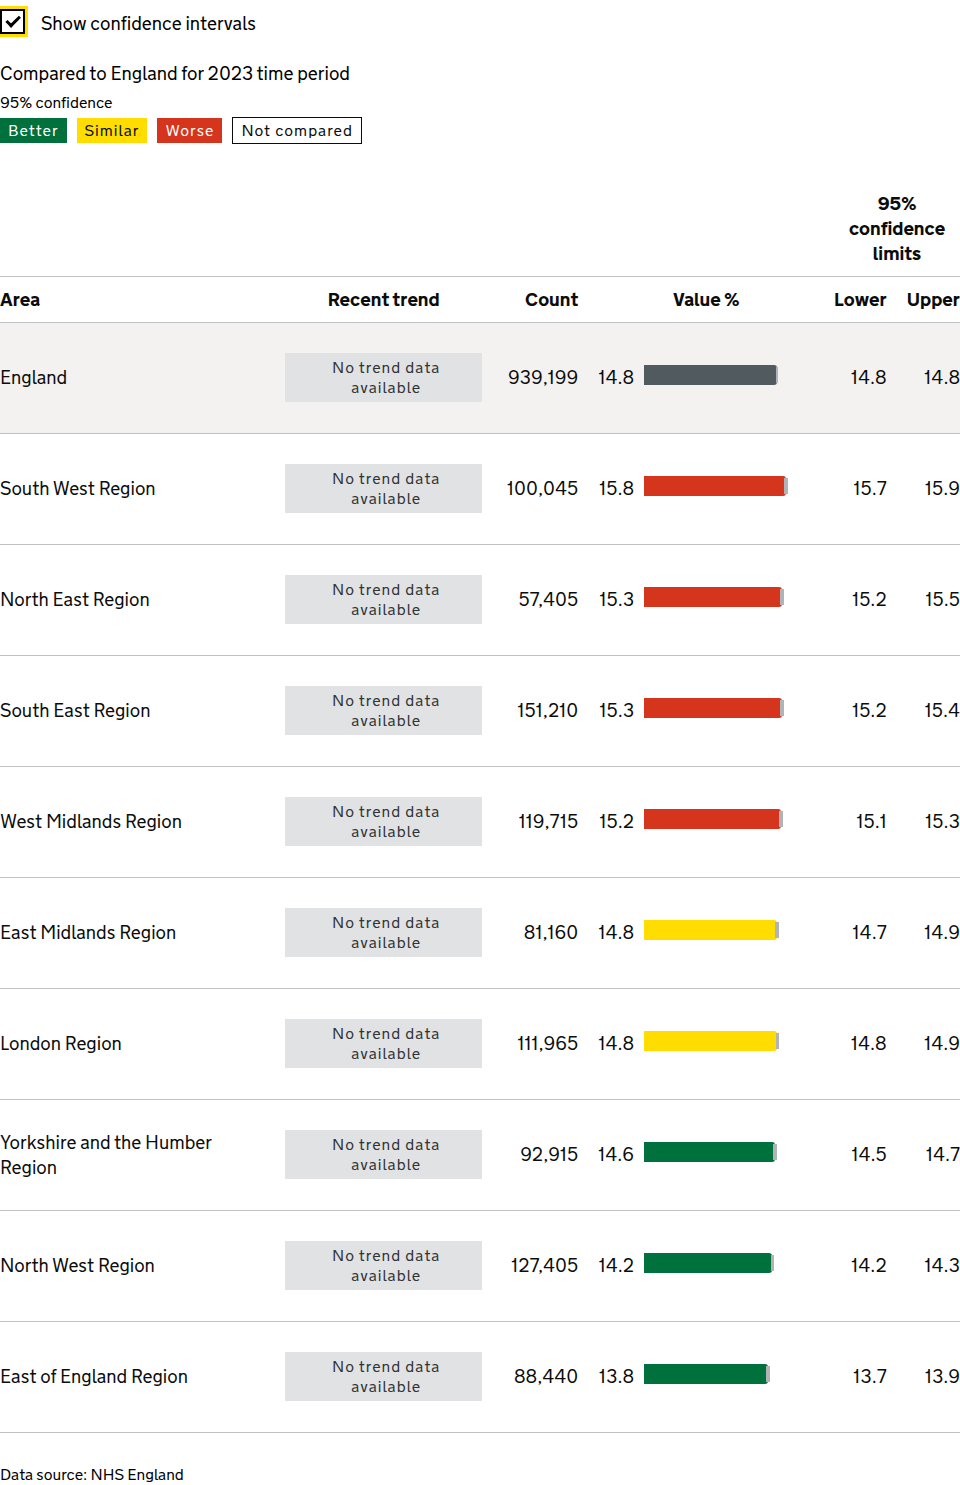 Show confidence intervals
Compared to England for 2023 time period
95% confidence
Better Similar Worse Not compared
95%
confidence
limits
Area Recent trend Count Value % Lower Upper
England No trend data available 939,199 14.8 14.8 14.8
South West Region No trend data available 100,045 15.8 15.7 15.9
North East Region No trend data available 57,405 15.3 15.2 15.5
South East Region No trend data available 151,210 15.3 15.2 15.4
West Midlands Region No trend data available 119,715 15.2 15.1 15.3
East Midlands Region No trend data available 81,160 14.8 14.7 14.9
London Region No trend data available 111,965 14.8 14.8 14.9
Yorkshire and the Humber Region No trend data available 92,915 14.6 14.5 14.7
North West Region No trend data available 127,405 14.2 14.2 14.3
East of England Region No trend data available 88,440 13.8 13.7 13.9
Data source: NHS England